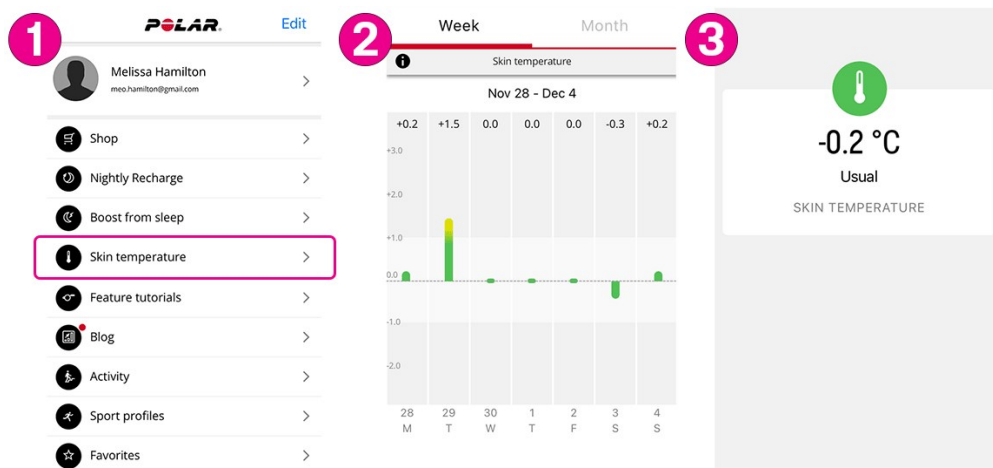 1
POLAR.
Edit
Melissa Hamilton
meo.hamilton@gmail.com
Shop
Nightly Recharge
Boost from sleep
Skin temperature
Feature tutorials
Blog
Activity
Sport profiles
Favorites
2
Week Month
Skin temperature
Nov 28 - Dec 4
+0.2 +1.5 0.0 0.0 0.0 -0.3 +0.2
+3.0
+2.0
+1.0
0.0
-1.0
-2.0
28 29 30 1 2 3 4
M T W T F S S
3
-0.2 °C
Usual
SKIN TEMPERATURE